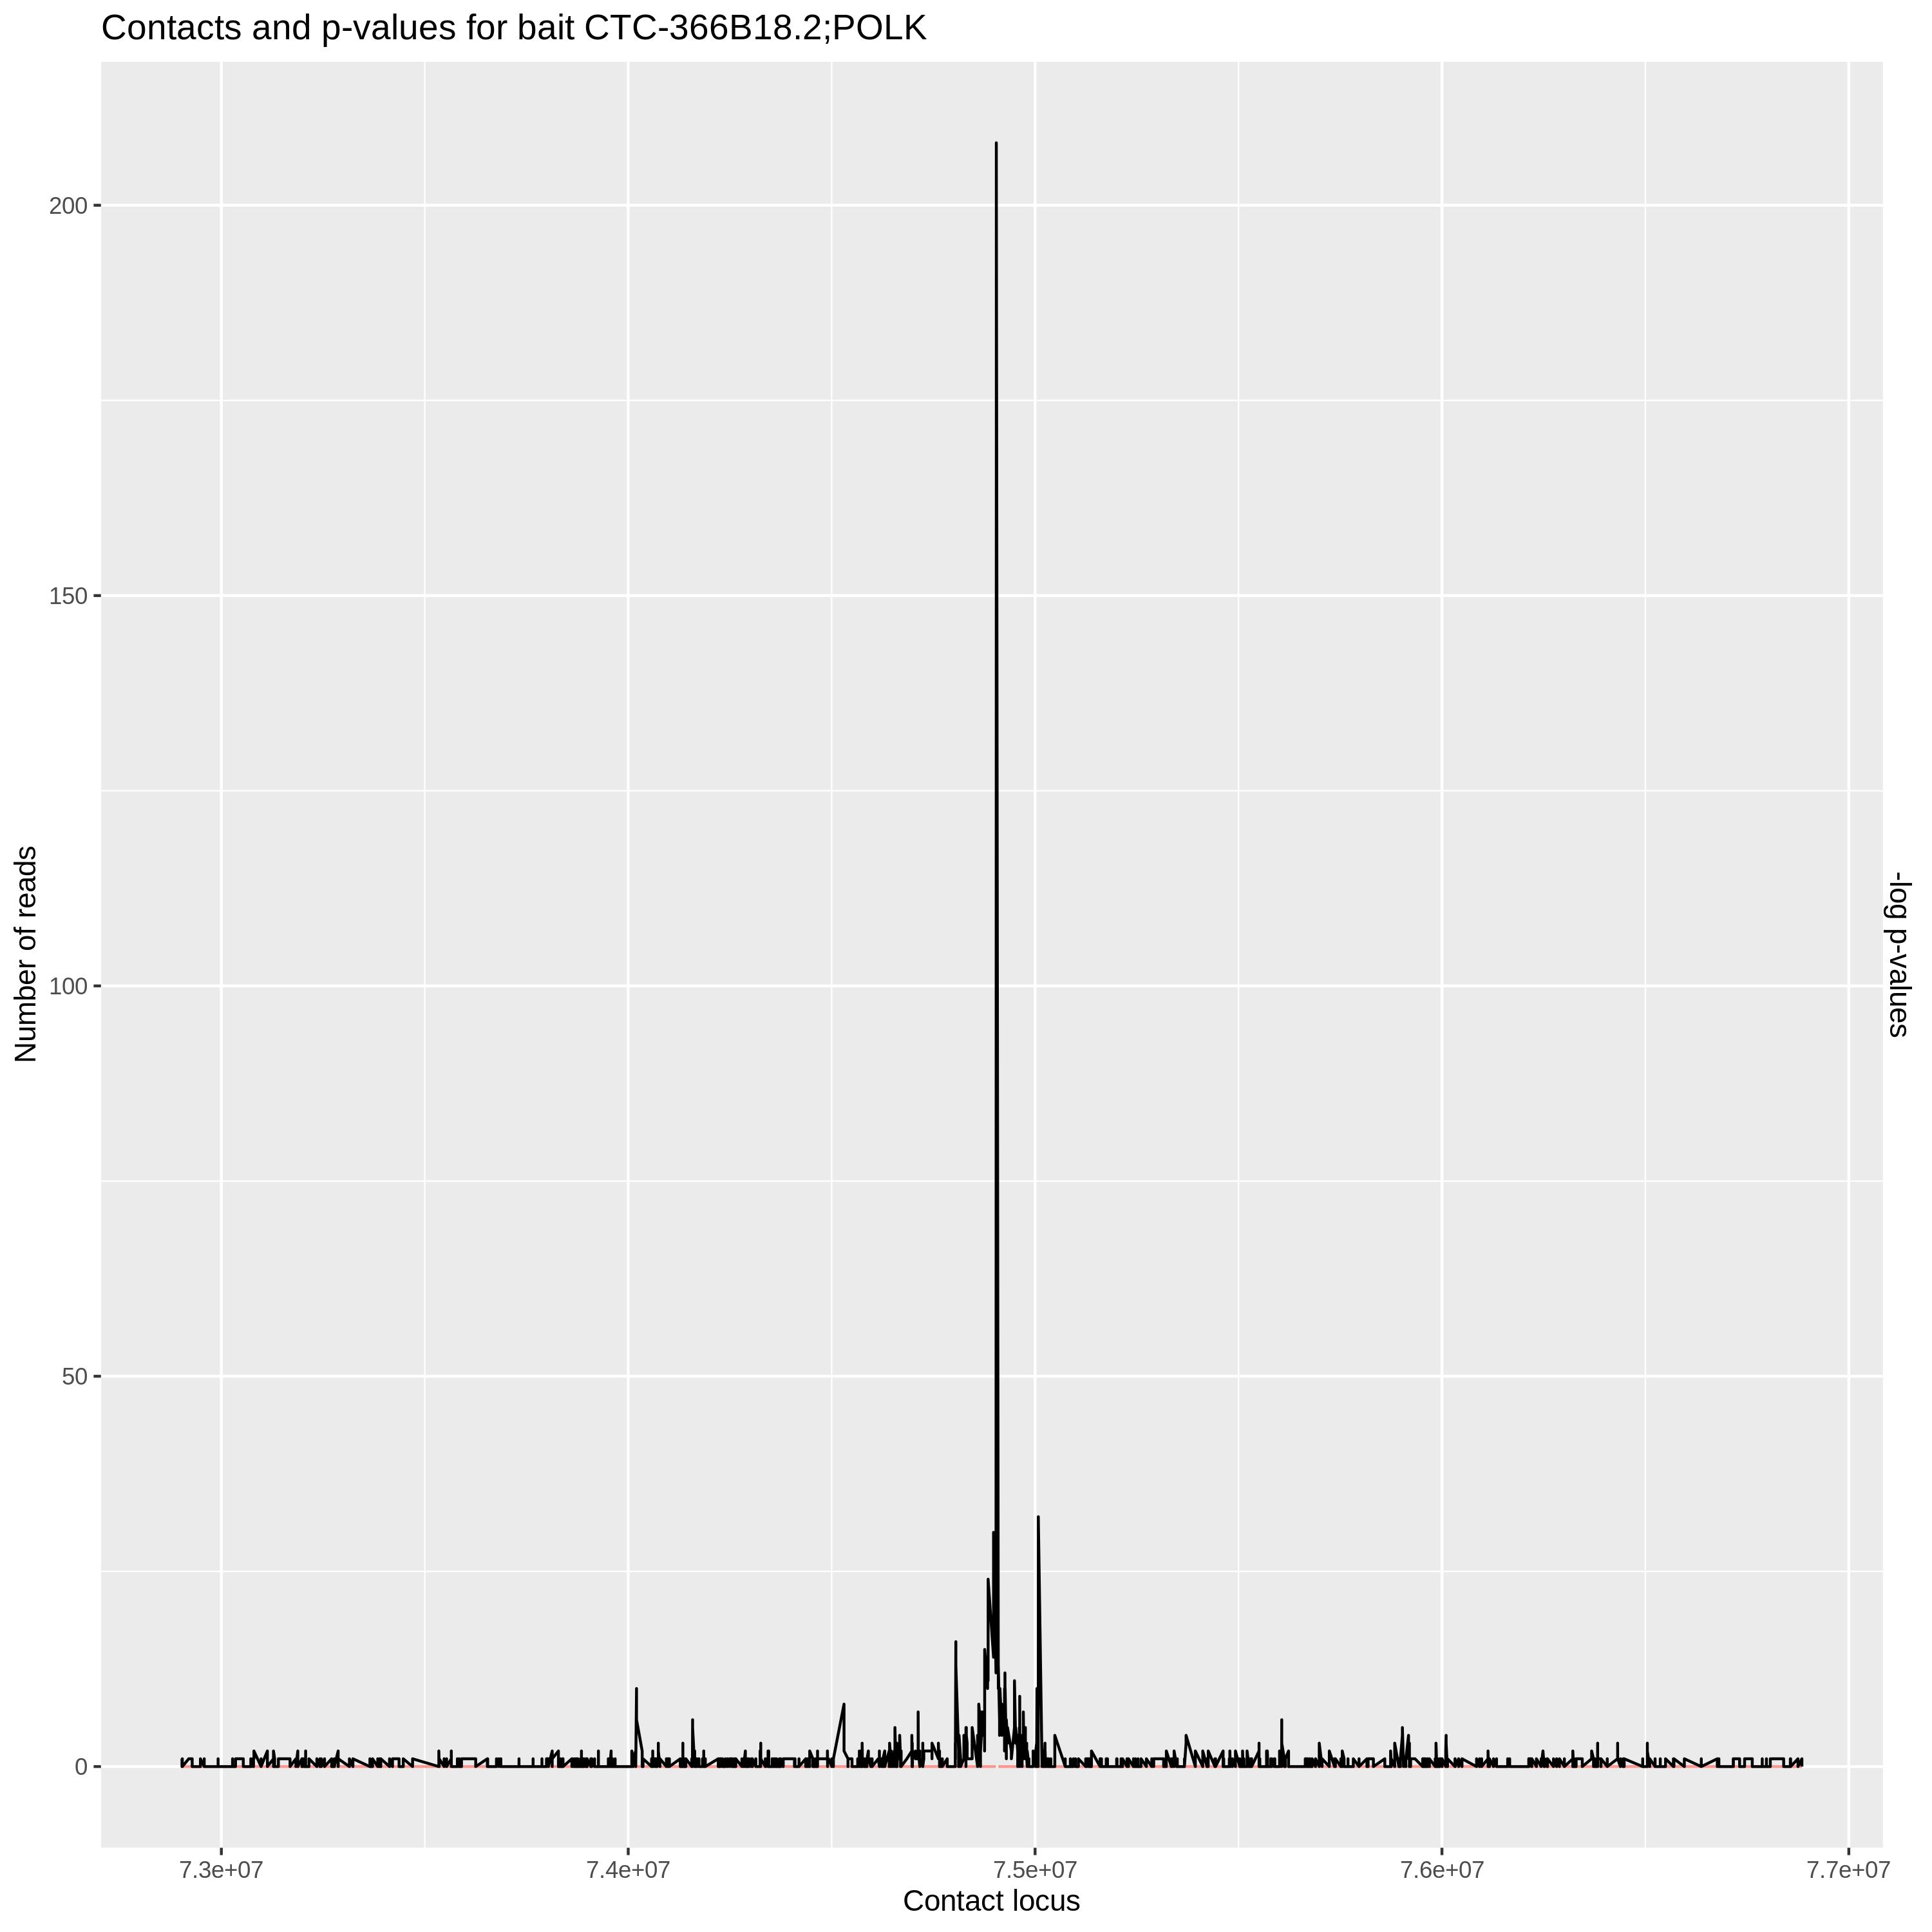 Contacts and p-values for bait CTC-366B18.2;POLK
Number of reads
200
150
100
50
0
-log p-values
7.3e+07
7.4e+07
7.5e+07
7.6e+07
7.7e+07
Contact locus